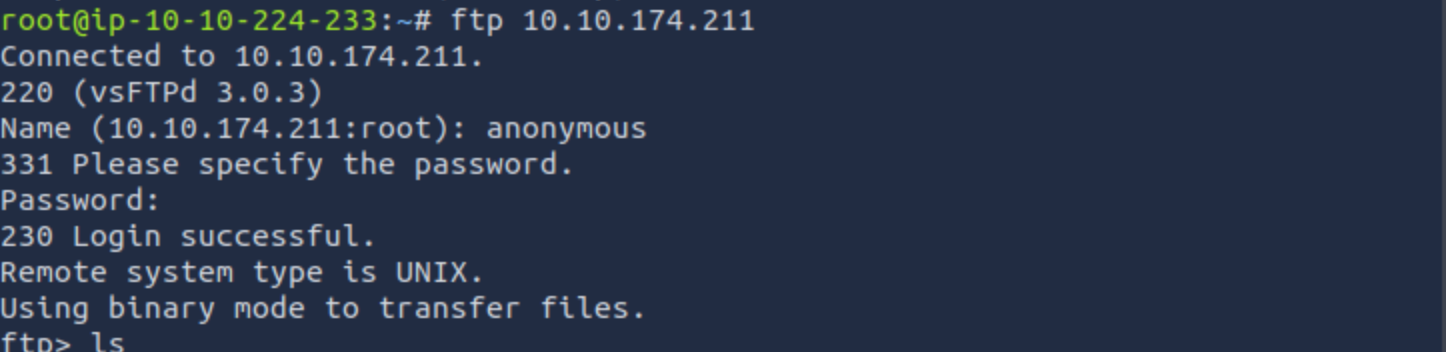 root@ip-10-10-224-233:~# ftp 10.10.174.211
Connected to 10.10.174.211.
220 (vsFTPd 3.0.3)
Name (10.10.174.211:root): anonymous
331 Please specify the password.
Password:
230 Login successful.
Remote system type is UNIX.
Using binary mode to transfer files.
ftp> ls